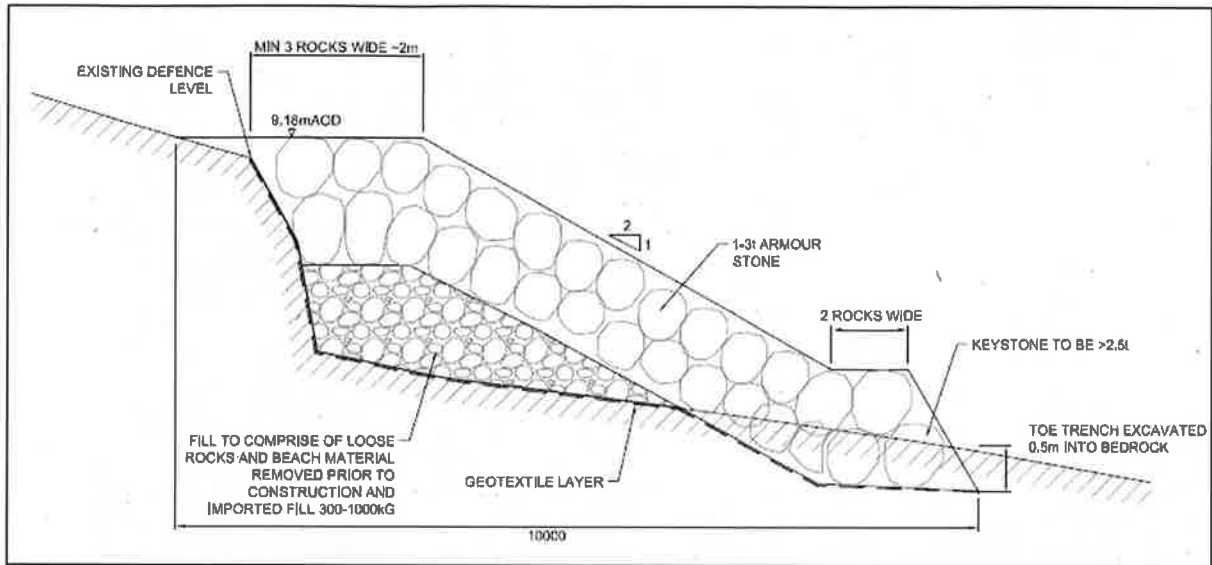 MIN 3 ROCKS WIDE ~2m
EXISTING DEFENCE
LEVEL
9.18mACD
2
1
1-3t ARMOUR
STONE
2 ROCKS WIDE
KEYSTONE TO BE >2.5t
TOE TRENCH EXCAVATED
0.5m INTO BEDROCK
FILL TO COMPRISE OF LOOSE
ROCKS AND BEACH MATERIAL
REMOVED PRIOR TO
CONSTRUCTION AND
IMPORTED FILL 300-1000kG
GEOTEXTILE LAYER
10000